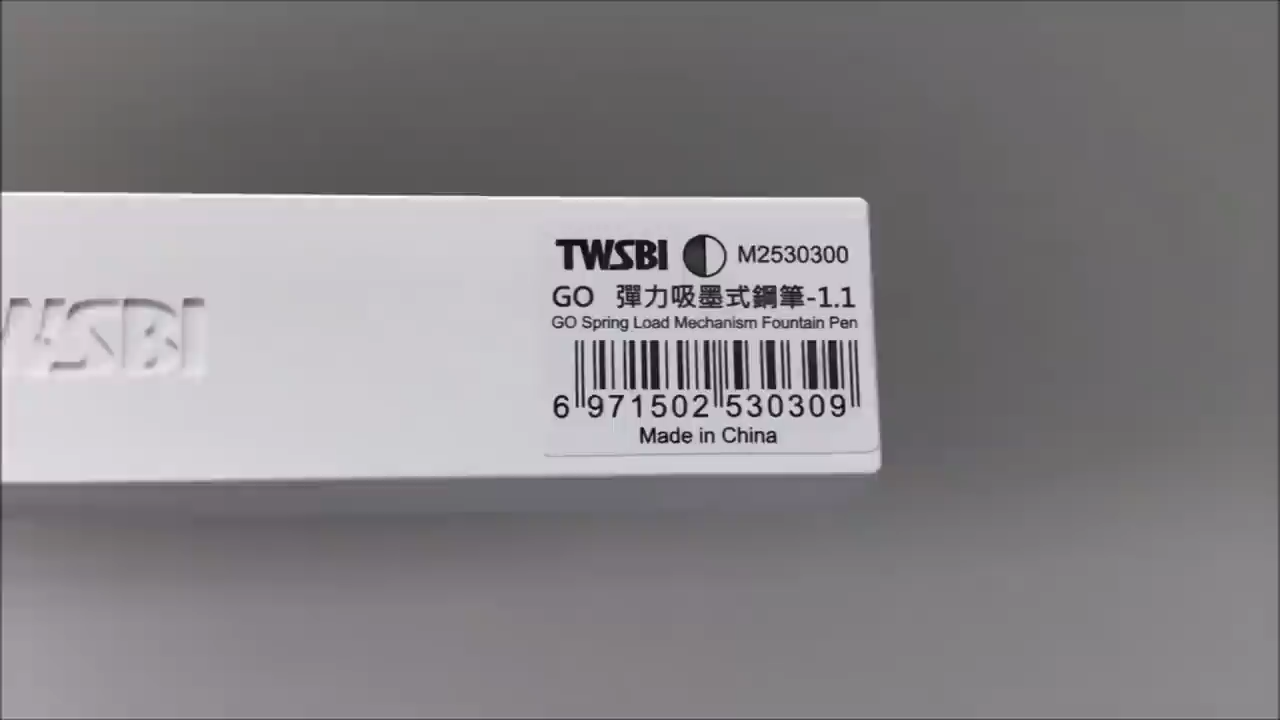 TWSBI M2530300
GO 彈力吸墨式鋼筆-1.1
GO Spring Load Mechanism Fountain Pen
6 971502 530309
Made in China
WSBI